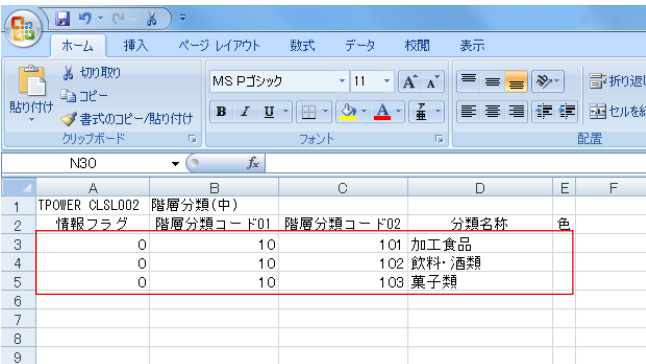 ホーム 挿入 ページ レイアウト 数式 データ 校閲 表示
切り取り
コピー
書式のコピー/貼り付け
貼り付け
クリップボード
MS Pゴシック 11 A A
B I U A
フォント
折り返し
セルを結
配置
N30 fx
A B C D E F
1 TPOWER CLSL002 階層分類(中)
2 情報フラグ 階層分類コード01 階層分類コード02 分類名称 色
3 0 10 101 加工食品
4 0 10 102 飲料・酒類
5 0 10 103 菓子類
6
7
8
9